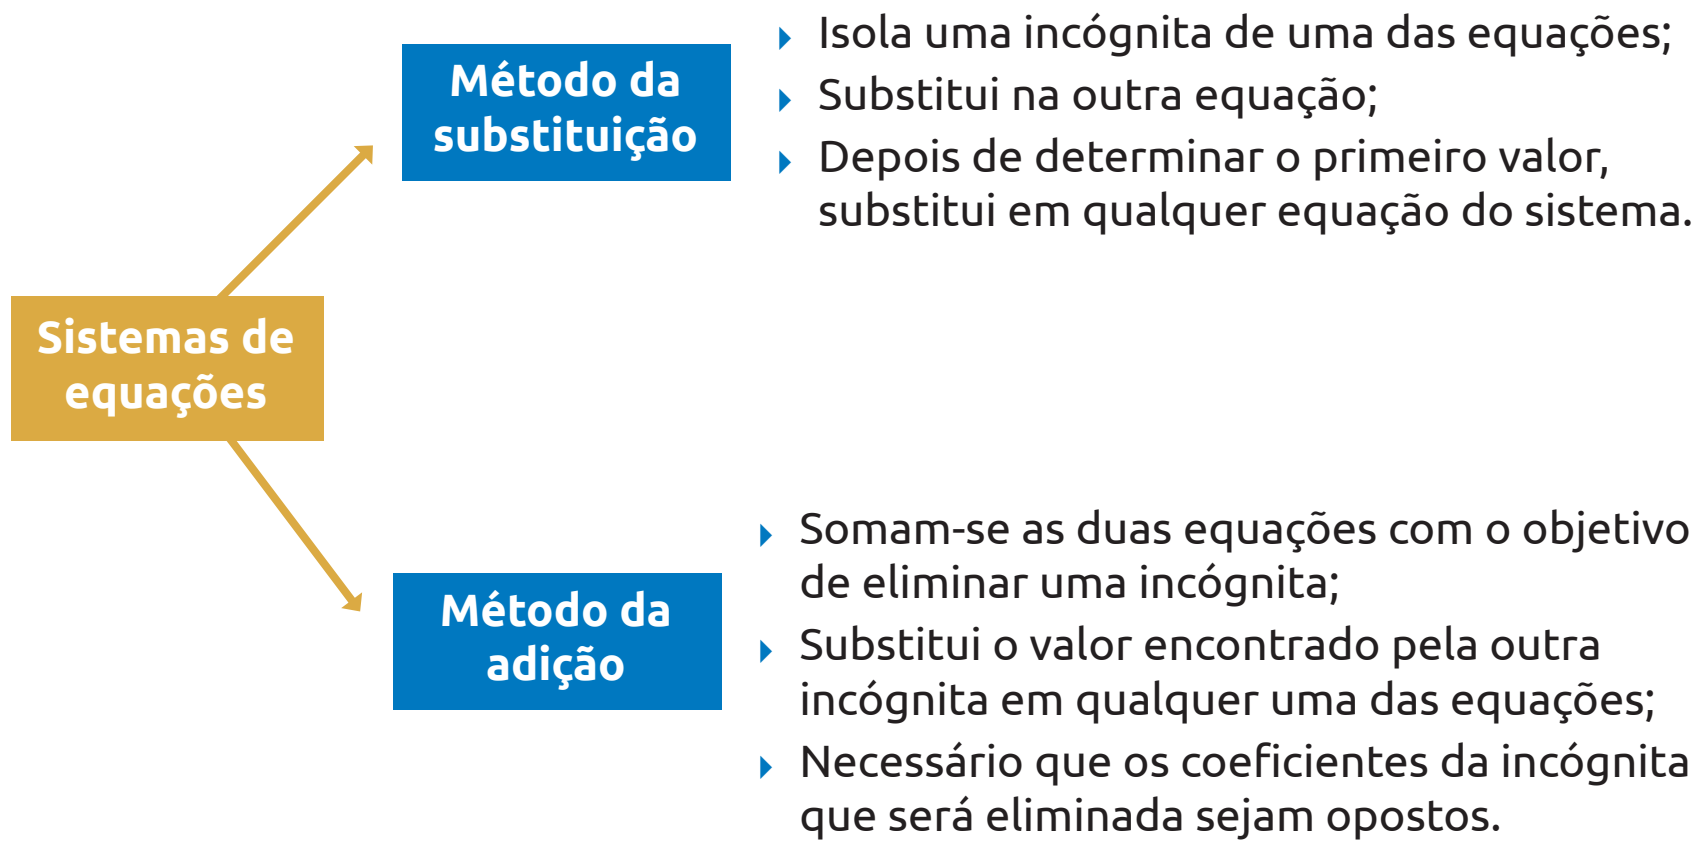 Sistemas de
equações
Método da
substituição
Isola uma incógnita de uma das equações;
Substitui na outra equação;
Depois de determinar o primeiro valor,
substitui em qualquer equação do sistema.
Método da
adição
Somam-se as duas equações com o objetivo
de eliminar uma incógnita;
Substitui o valor encontrado pela outra
incógnita em qualquer uma das equações;
Necessário que os coeficientes da incógnita
que será eliminada sejam opostos.